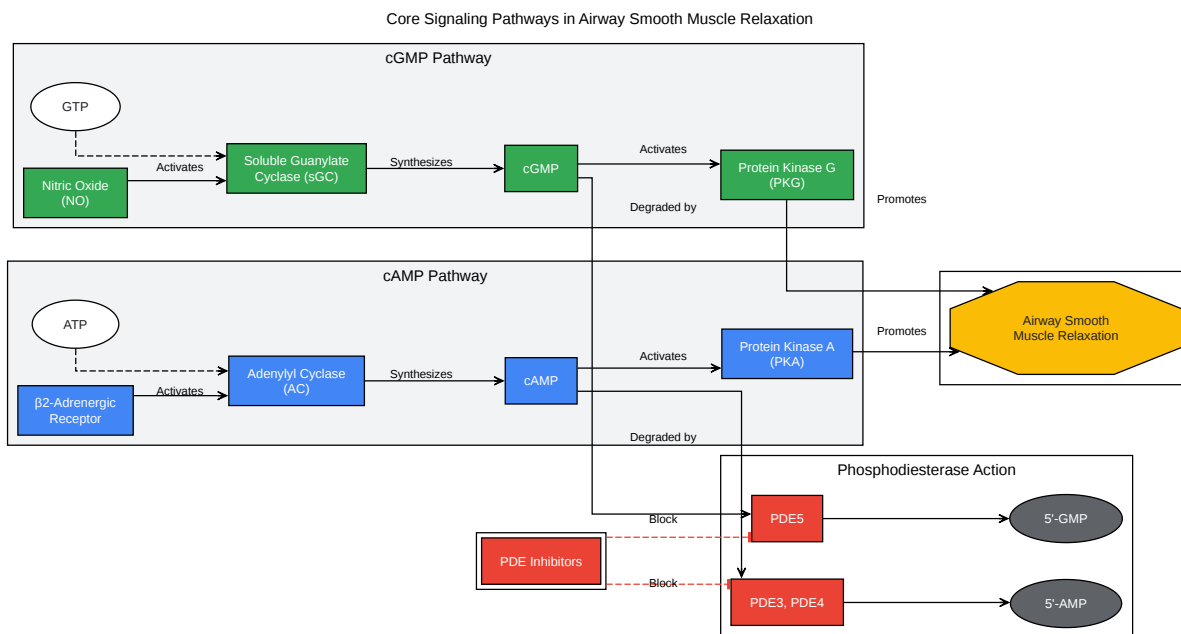 Core Signaling Pathways in Airway Smooth Muscle Relaxation
cGMP Pathway
GTP
Activates
Nitric Oxide
(NO)
Soluble Guanylate
Cyclase (sGC)
Synthesizes
cGMP
Activates
Protein Kinase G
(PKG)
Degraded by
Promotes
cAMP Pathway
ATP
Activates
β2-Adrenergic
Receptor
Adenylyl Cyclase
(AC)
Synthesizes
cAMP
Activates
Protein Kinase A
(PKA)
Degraded by
Promotes
Airway Smooth
Muscle Relaxation
Phosphodiesterase Action
PDE Inhibitors
Block
PDE5
5'-GMP
Block
PDE3, PDE4
5'-AMP